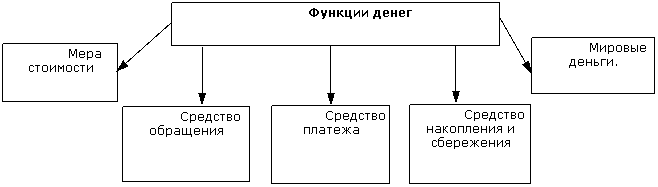 Функции денег
Мера
стоимости
Средство
обращения
Средство
платежа
Средство
накопления и
сбережения
Мировые
деньги.